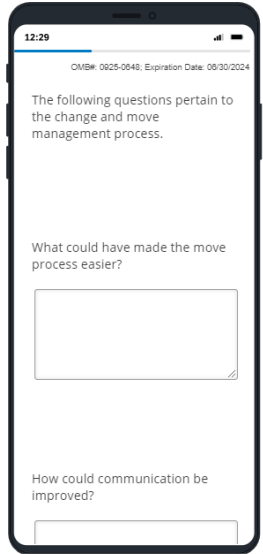 12:29
OMB#: 0925-0648; Expiration Date: 06/30/2024
The following questions pertain to
the change and move
management process.
What could have made the move
process easier?
How could communication be
improved?